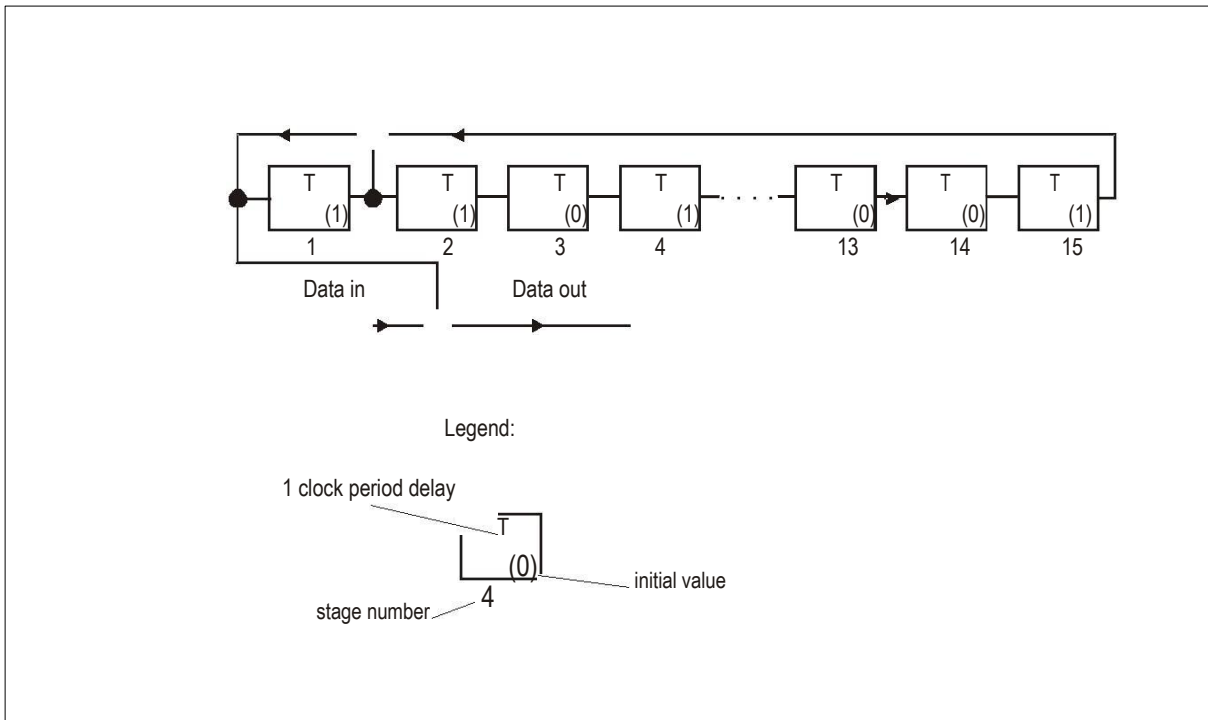 T T T T T T T
(1) (1) (0) (1) . . . . (0) (0) (1)
1 2 3 4 13 14 15
Data in Data out
Legend:
1 clock period delay
T
(0)
initial value
4
stage number